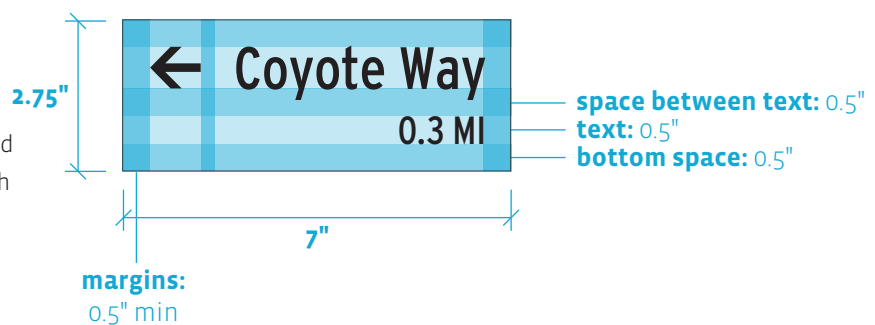 2.75"
d
h
← Coyote Way
0.3 MI
space between text: 0.5"
text: 0.5"
bottom space: 0.5"
7"
margins:
0.5" min